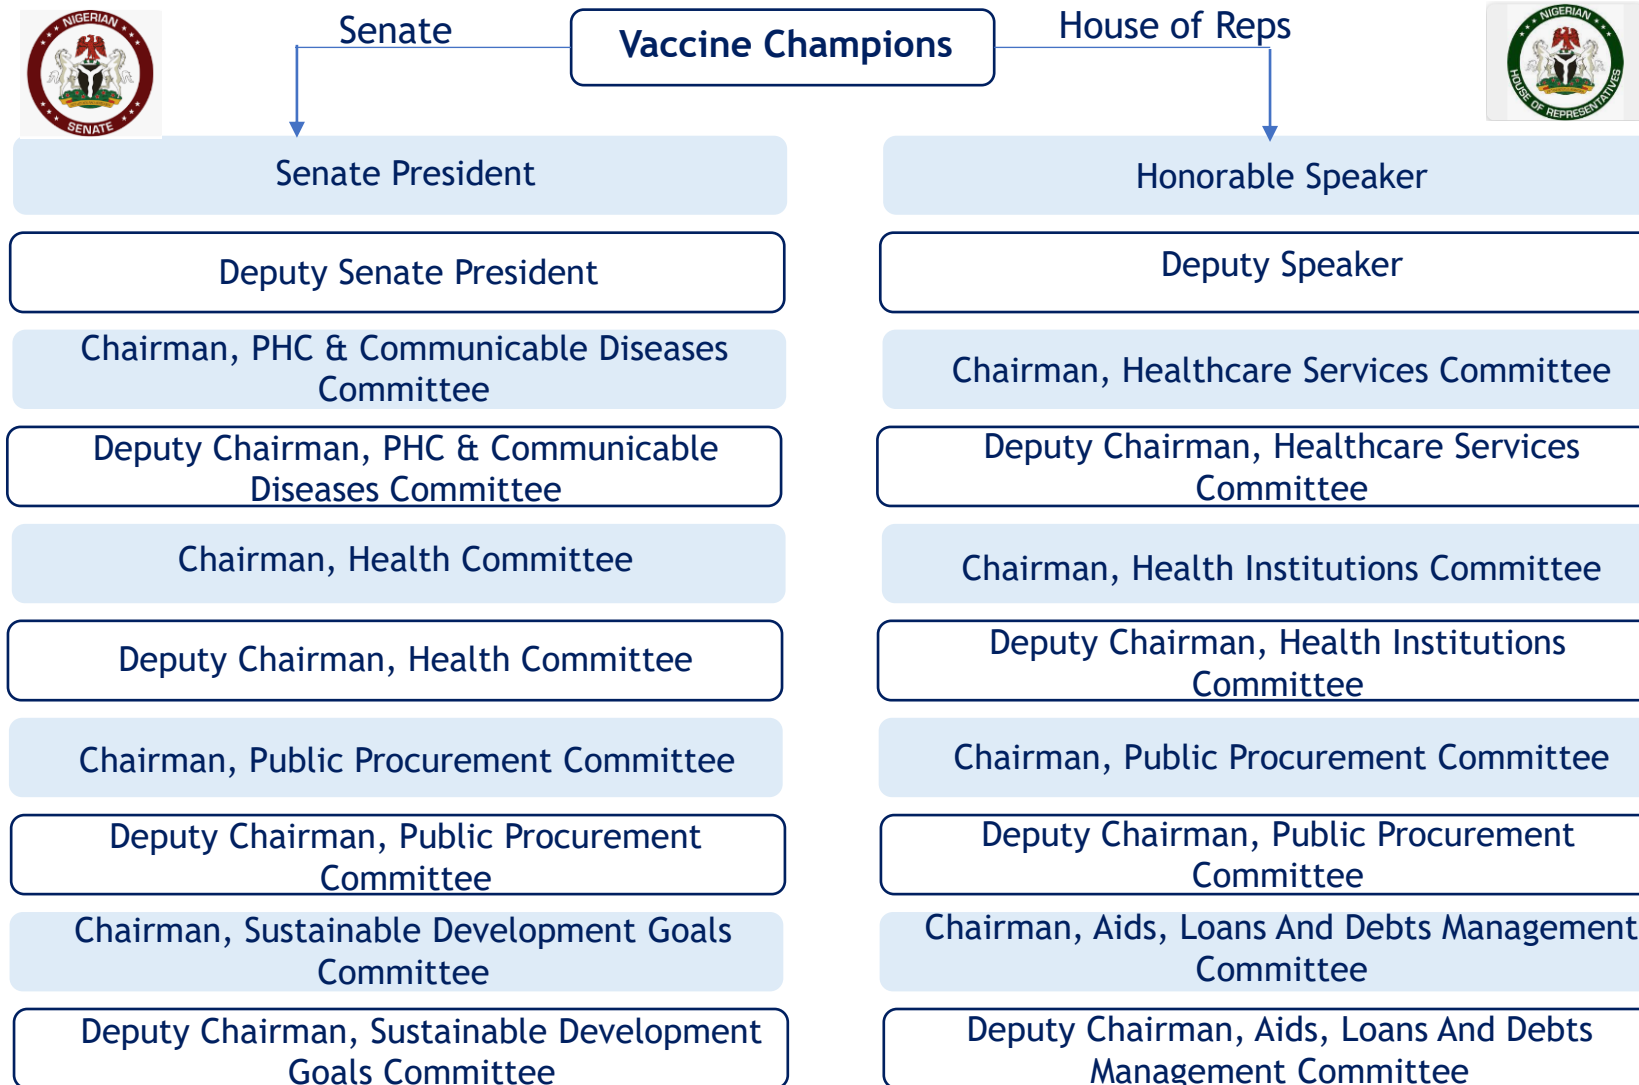 NIGERIAN
SENATE
Senate
Vaccine Champions
House of Reps
NIGERIAN
HOUSE OF REPRESENTATIVES
Senate President
Deputy Senate President
Chairman, PHC & Communicable Diseases
Committee
Deputy Chairman, PHC & Communicable
Diseases Committee
Chairman, Health Committee
Deputy Chairman, Health Committee
Chairman, Public Procurement Committee
Deputy Chairman, Public Procurement
Committee
Chairman, Sustainable Development Goals
Committee
Deputy Chairman, Sustainable Development
Goals Committee
Honorable Speaker
Deputy Speaker
Chairman, Healthcare Services Committee
Deputy Chairman, Healthcare Services
Committee
Chairman, Health Institutions Committee
Deputy Chairman, Health Institutions
Committee
Chairman, Public Procurement Committee
Deputy Chairman, Public Procurement
Committee
Chairman, Aids, Loans And Debts Management
Committee
Deputy Chairman, Aids, Loans And Debts
Management Committee